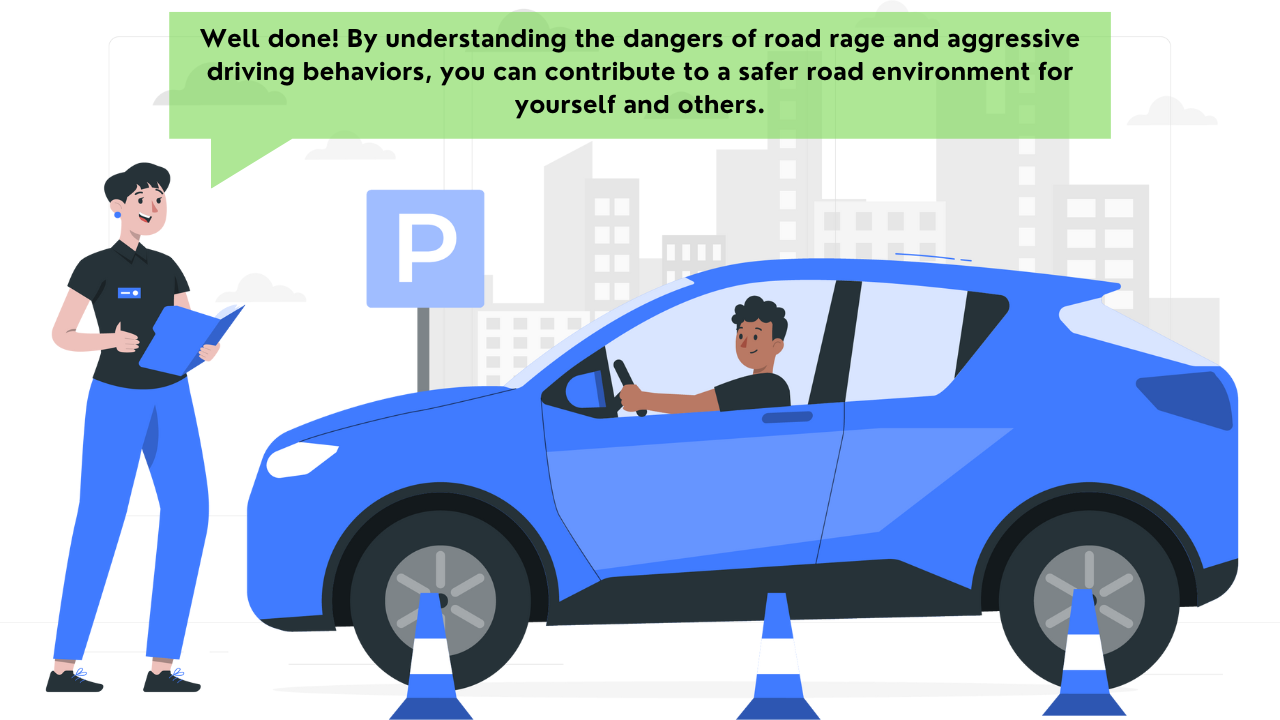 Well done! By understanding the dangers of road rage and aggressive
driving behaviors, you can contribute to a safer road environment for
yourself and others.
P